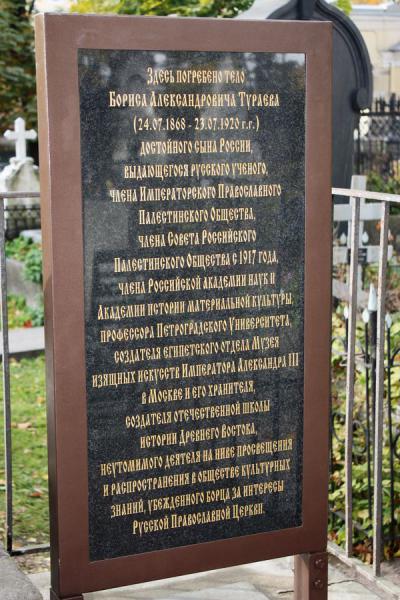 Здесь погребено тело
Бориса Александровича Тураева
(24.07.1868 - 23.07.1920 г.г.)
достойного сына России,
выдающегося русского ученого,
члена Императорского Православного
Палестинского Общества,
члена Совета Российского
Палестинского Общества с 1917 года,
члена Российской академии наук и
Академии истории материальной культуры,
профессора Петроградского Университета,
создателя египетского отдела Музея
изящных искусств Императора Александра III
в Москве и его хранителя,
создателя отечественной школы
истории Древнего Востока,
неутомимого деятеля на ниве просвещения
и распространения в обществе культурных
знаний, убежденного борца за интересы
Русской Православной Церкви.